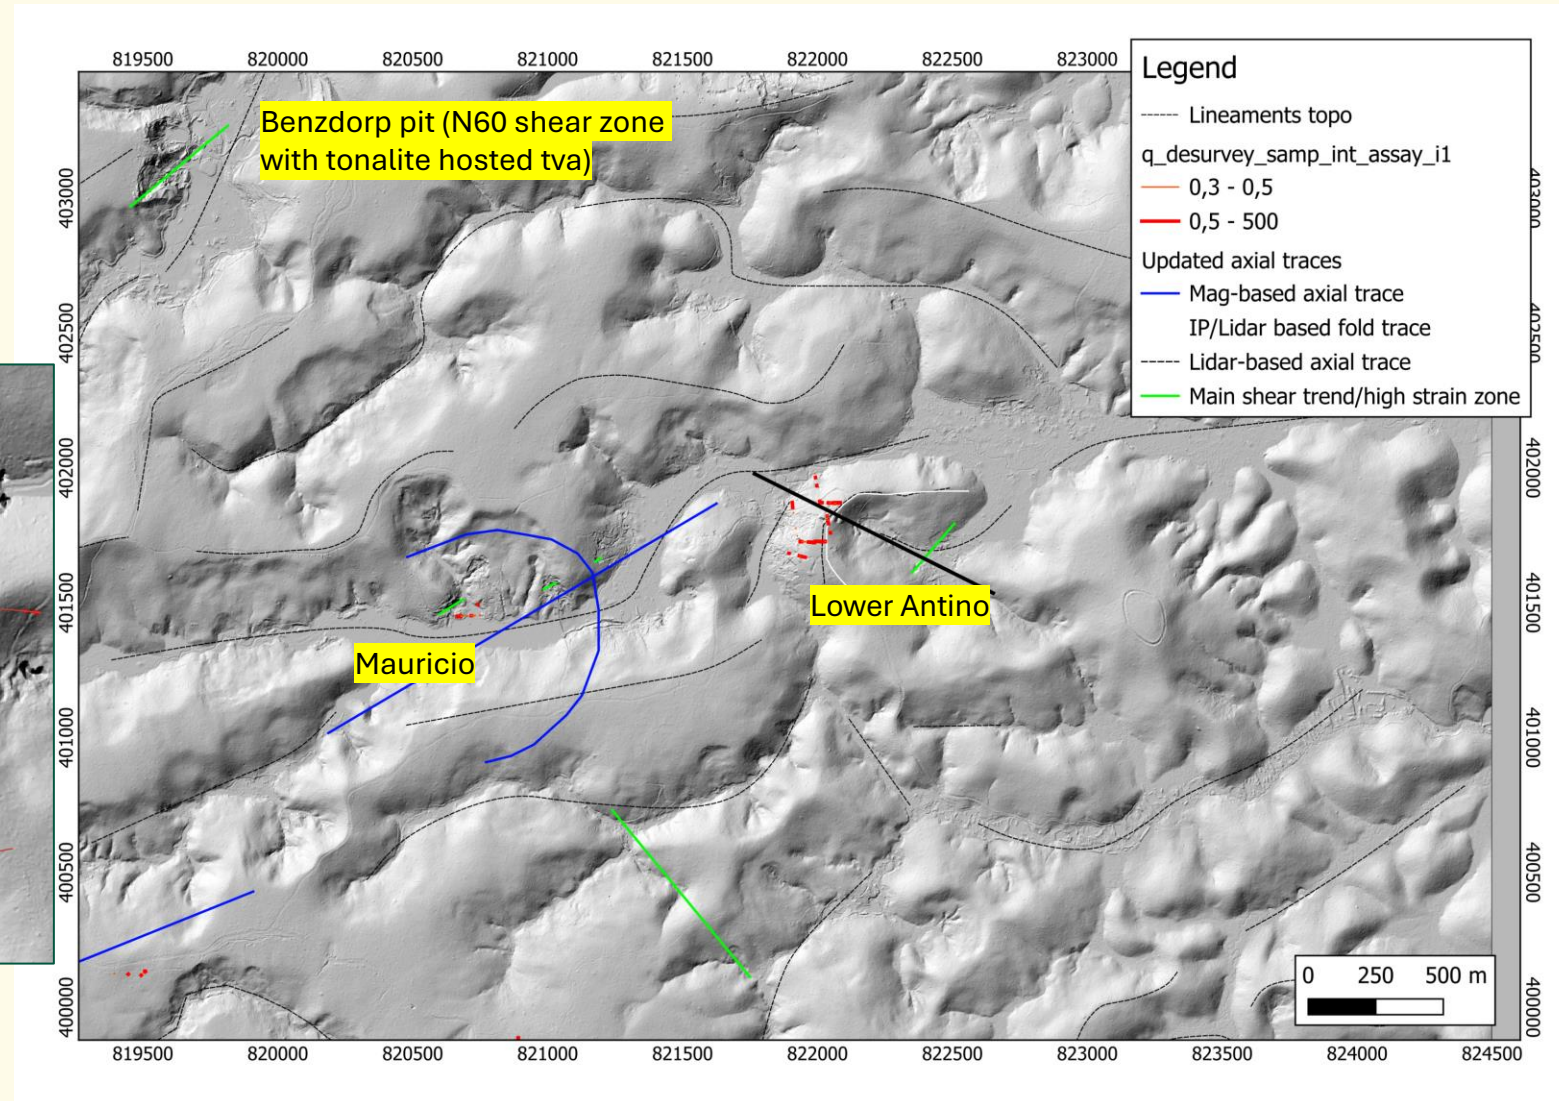 819500 820000 820500 821000 821500 822000 822500 823000
Legend
Lineaments topo
q_desurvey_samp_int_assay_i1
0,3 - 0,5
0,5 - 500
Updated axial traces
Mag-based axial trace
IP/Lidar based fold trace
Lidar-based axial trace
Main shear trend/high strain zone
Benzdorp pit (N60 shear zone
with tonalite hosted tva)
403000
402500
402000
401500
401000
400500
400000
403000
402500
402000
401500
401000
400500
400000
Lower Antino
Mauricio
0 250 500 m
819500 820000 820500 821000 821500 822000 822500 823000 823500 824000 824500